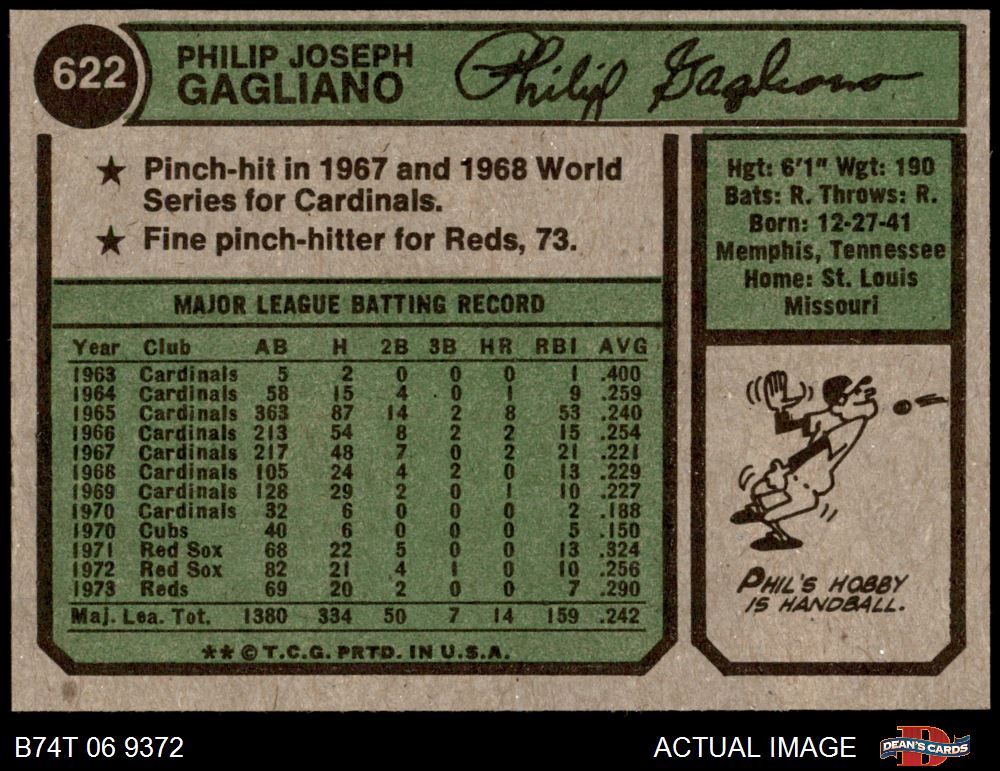 622
PHILIP JOSEPH
GAGLIANO
Philip Gagliano
★ Pinch-hit in 1967 and 1968 World
Series for Cardinals.
★ Fine pinch-hitter for Reds, 73.
Hgt: 6'1" Wgt: 190
Bats: R. Throws: R.
Born: 12-27-41
Memphis, Tennessee
Home: St. Louis
Missouri
MAJOR LEAGUE BATTING RECORD
Year Club AB H 2B 3B HR RBI AVG
1963 Cardinals 5 2 0 0 0 1 .400
1964 Cardinals 58 15 4 0 1 9 .259
1965 Cardinals 363 87 14 2 8 53 .240
1966 Cardinals 213 54 8 2 2 15 .254
1967 Cardinals 217 48 7 0 2 21 .221
1968 Cardinals 105 24 4 2 0 13 .229
1969 Cardinals 128 29 2 0 1 10 .227
1970 Cardinals 32 6 0 0 0 2 .188
1970 Cubs 40 6 0 0 0 5 .150
1971 Red Sox 68 22 5 0 0 13 .324
1972 Red Sox 82 21 4 1 0 10 .256
1973 Reds 69 20 2 0 0 7 .290
Maj. Lea. Tot. 1380 334 50 7 14 159 .242
** © T.C.G. PRTD. IN U.S.A.
PHIL'S HOBBY
IS HANDBALL.
B74T 06 9372
ACTUAL IMAGE
DEAN'S CARDS